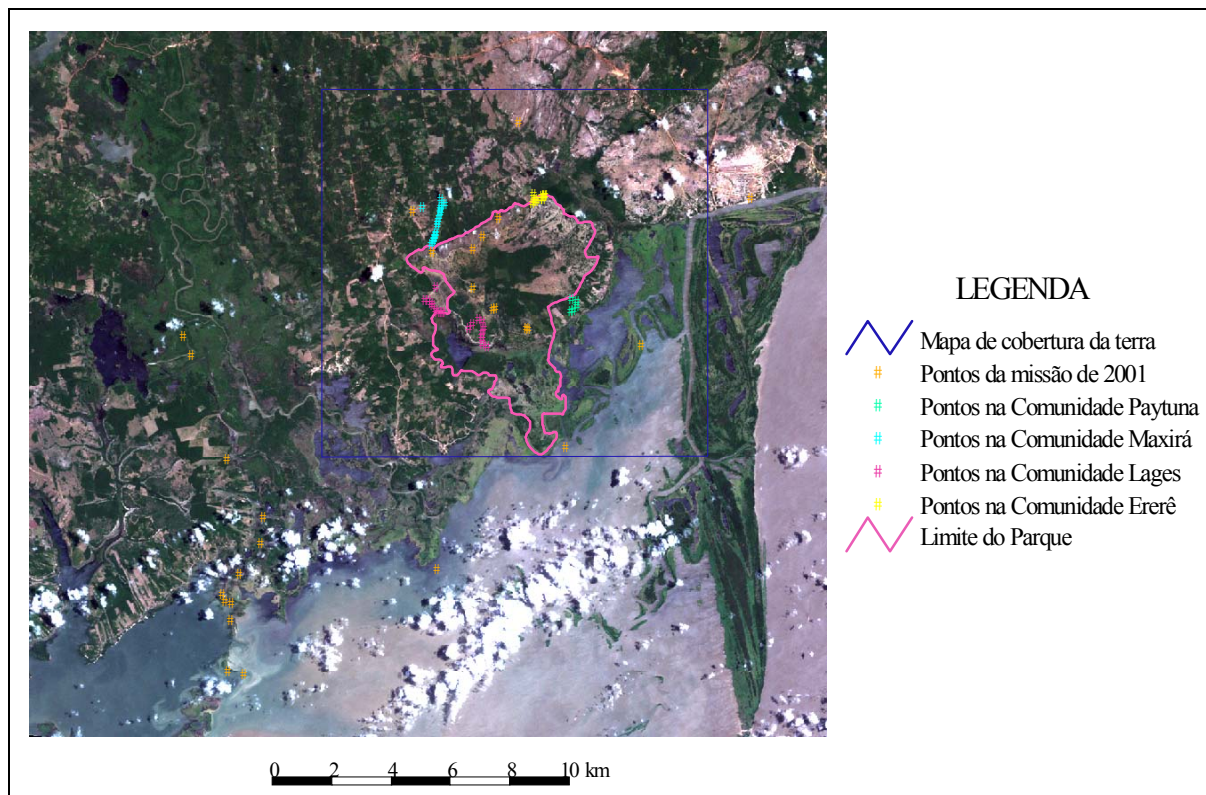 LEGENDA
Mapa de cobertura da terra
# Pontos da missão de 2001
# Pontos na Comunidade Paytuna
# Pontos na Comunidade Maxirá
# Pontos na Comunidade Lages
# Pontos na Comunidade Ererê
Limite do Parque
0 2 4 6 8 10 km